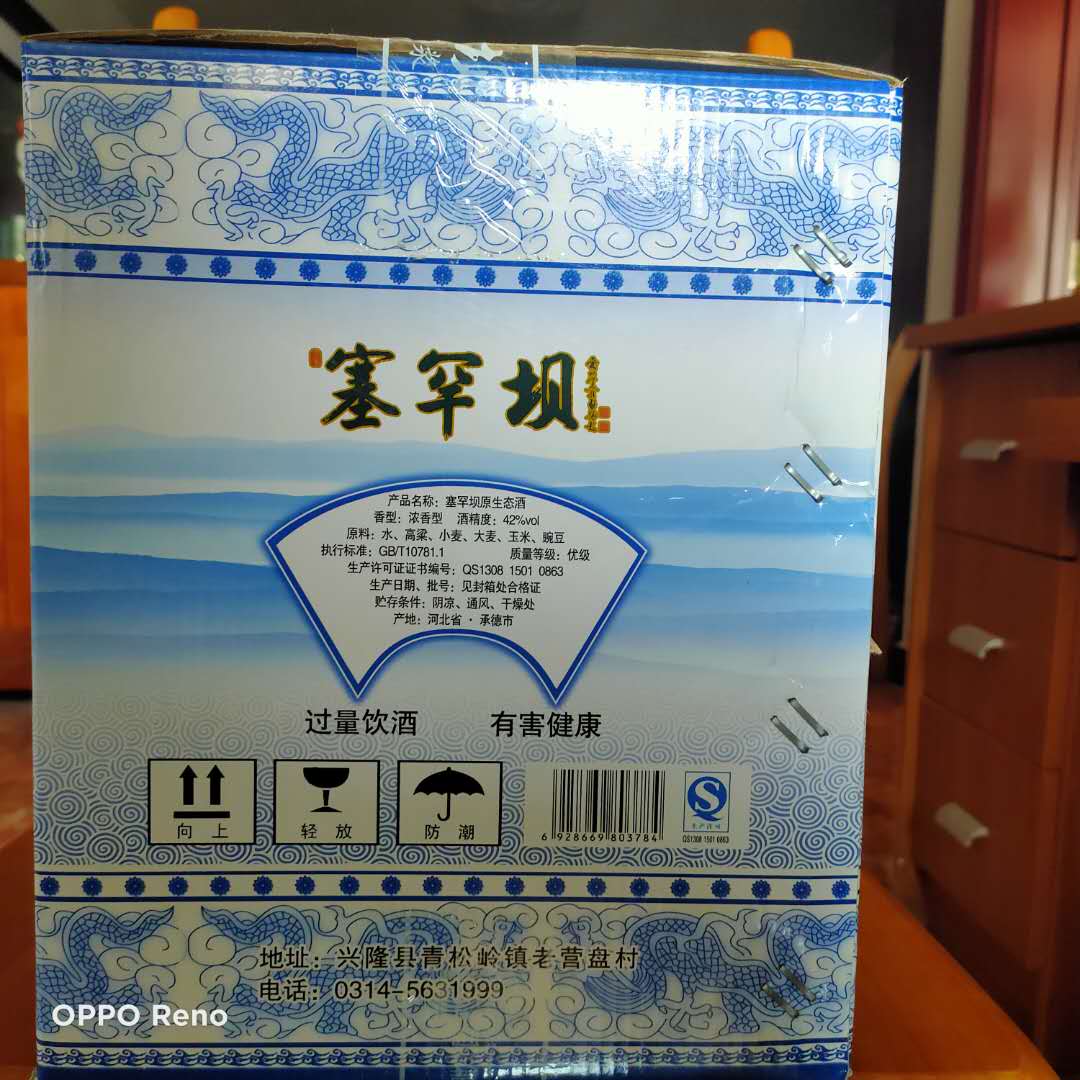 塞罕坝
产品名称：塞罕坝原生态酒
香型：浓香型 酒精度：42%vol
原料：水、高粱、小麦、大麦、玉米、豌豆
执行标准：GB/T10781.1 质量等级：优级
生产许可证证书编号：QS1308 1501 0863
生产日期、批号：见封箱处合格证
贮存条件：阴凉、通风、干燥处
产地：河北省·承德市
过量饮酒 有害健康
向上 轻放 防潮
6 928669 803784
QS1308 1501 0863
地址：兴隆县青松岭镇老营盘村
电话：0314-5631999
OPPO Reno